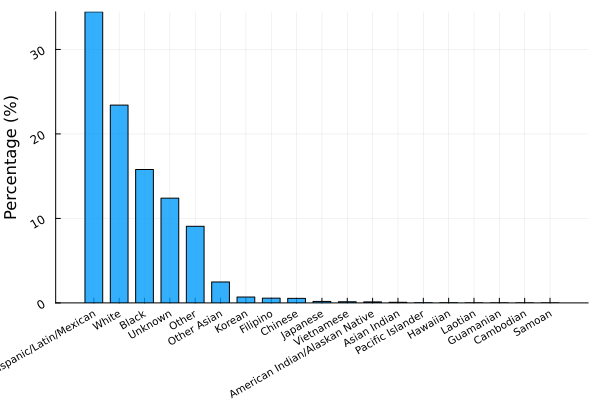 Percentage (%)
30
20
10
0
spanic/Latin/Mexican
White
Black
Unknown
Other
Other Asian
Korean
Filipino
Chinese
Japanese
Vietnamese
American Indian/Alaskan Native
Asian Indian
Pacific Islander
Hawaiian
Laotian
Guamanian
Cambodian
Samoan